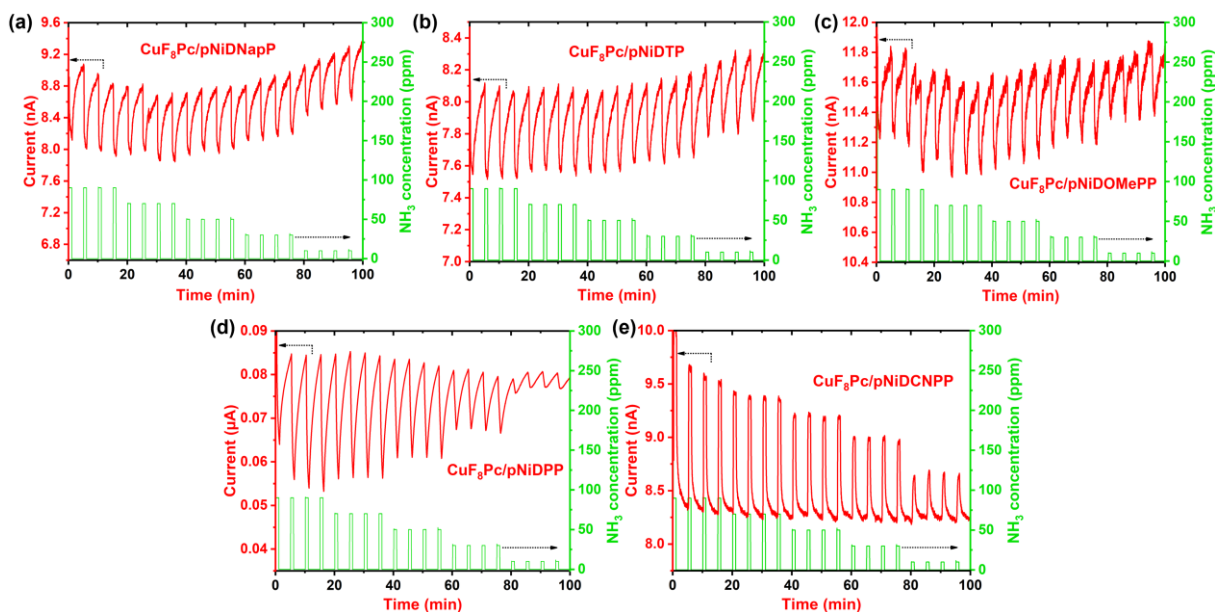 (a)
CuF₈Pc/pNiDNapP
Current (nA)
9.6
9.2
8.8
8.4
8.0
7.6
7.2
6.8
NH₃ concentration (ppm)
300
250
200
150
100
50
0
0 20 40 60 80 100
Time (min)
(b)
CuF₈Pc/pNiDTP
Current (nA)
8.4
8.2
8.0
7.8
7.6
7.4
7.2
7.0
NH₃ concentration (ppm)
300
250
200
150
100
50
0
0 20 40 60 80 100
Time (min)
(c)
CuF₈Pc/pNiDOMePP
Current (nA)
12.0
11.8
11.6
11.4
11.2
11.0
10.8
10.6
10.4
NH₃ concentration (ppm)
300
250
200
150
100
50
0
0 20 40 60 80 100
Time (min)
(d)
CuF₈Pc/pNiDPP
Current (µA)
0.09
0.08
0.07
0.06
0.05
0.04
NH₃ concentration (ppm)
300
250
200
150
100
50
0
0 20 40 60 80 100
Time (min)
(e)
CuF₈Pc/pNiDCNPP
Current (nA)
10.0
9.5
9.0
8.5
8.25
NH₃ concentration (ppm)
300
250
200
150
100
50
0
0 20 40 60 80 100
Time (min)